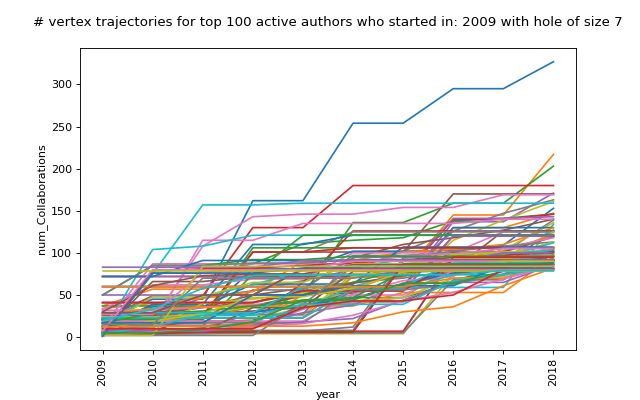 # vertex trajectories for top 100 active authors who started in: 2009 with hole of size 7
300
250
200
150
100
50
0
num_Collaborations
2009 2010 2011 2012 2013 2014 2015 2016 2017 2018
year